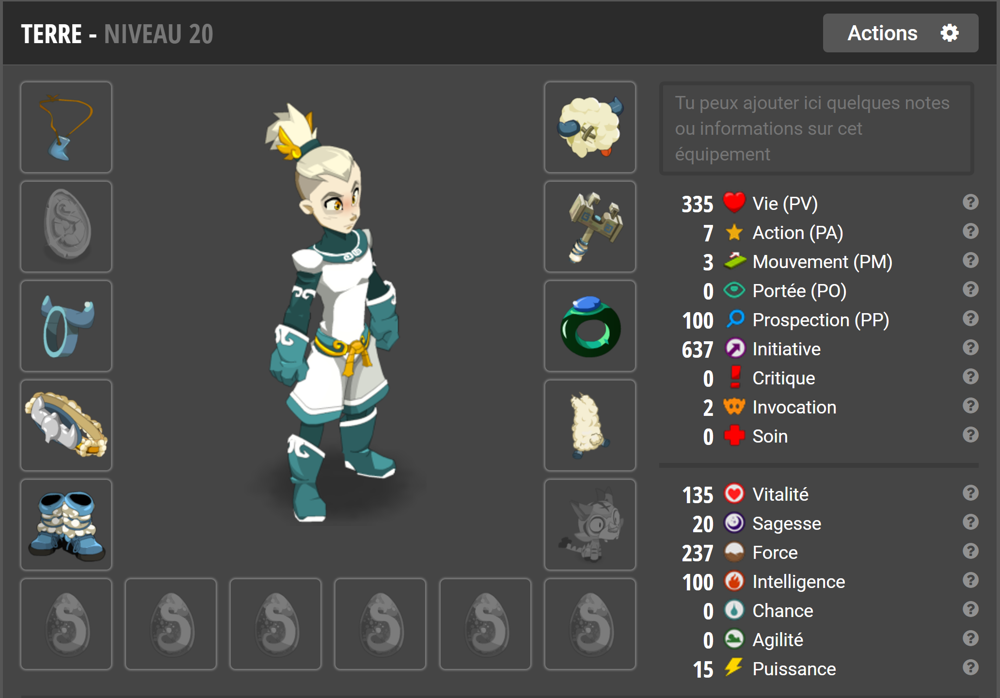 TERRE - NIVEAU 20
Actions
Tu peux ajouter ici quelques notes
ou informations sur cet
équipement
335 Vie (PV) ?
7 Action (PA) ?
3 Mouvement (PM) ?
0 Portée (PO) ?
100 Prospection (PP) ?
637 Initiative ?
0 Critique ?
2 Invocation ?
0 Soin ?
135 Vitalité ?
20 Sagesse ?
237 Force ?
100 Intelligence ?
0 Chance ?
0 Agilité ?
15 Puissance ?